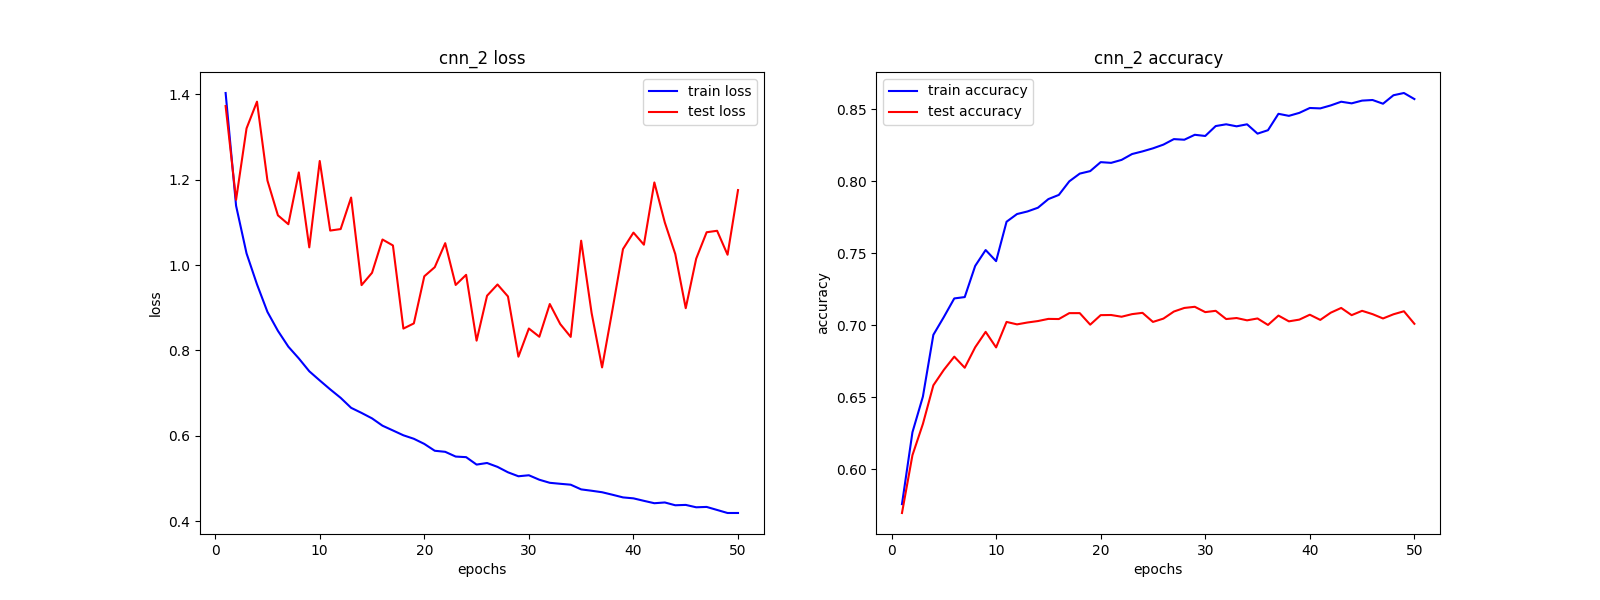 cnn_2 loss
train loss
test loss
1.4
1.2
1.0
0.8
0.6
0.4
loss
0 10 20 30 40 50
epochs
cnn_2 accuracy
train accuracy
test accuracy
0.85
0.80
0.75
0.70
0.65
0.60
accuracy
0 10 20 30 40 50
epochs